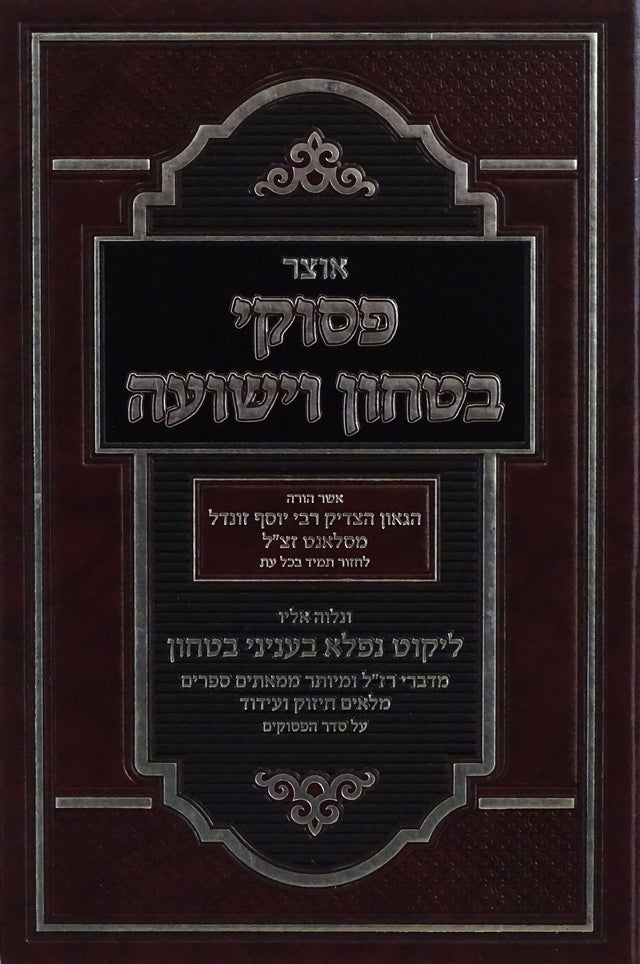 אוצר
פסוקי
בטחון וישועה
אשר הורה
הגאון הצדיק רבי יוסף זונדל
מסלאנט זצ"ל
לחזור תמיד בכל עת
ונלוה אליו
ליקוט נפלא בעניני בטחון
מדברי רז"ל ומיותר ממאתים ספרים
מלאים חיזוק ועידוד
על סדר הפסוקים